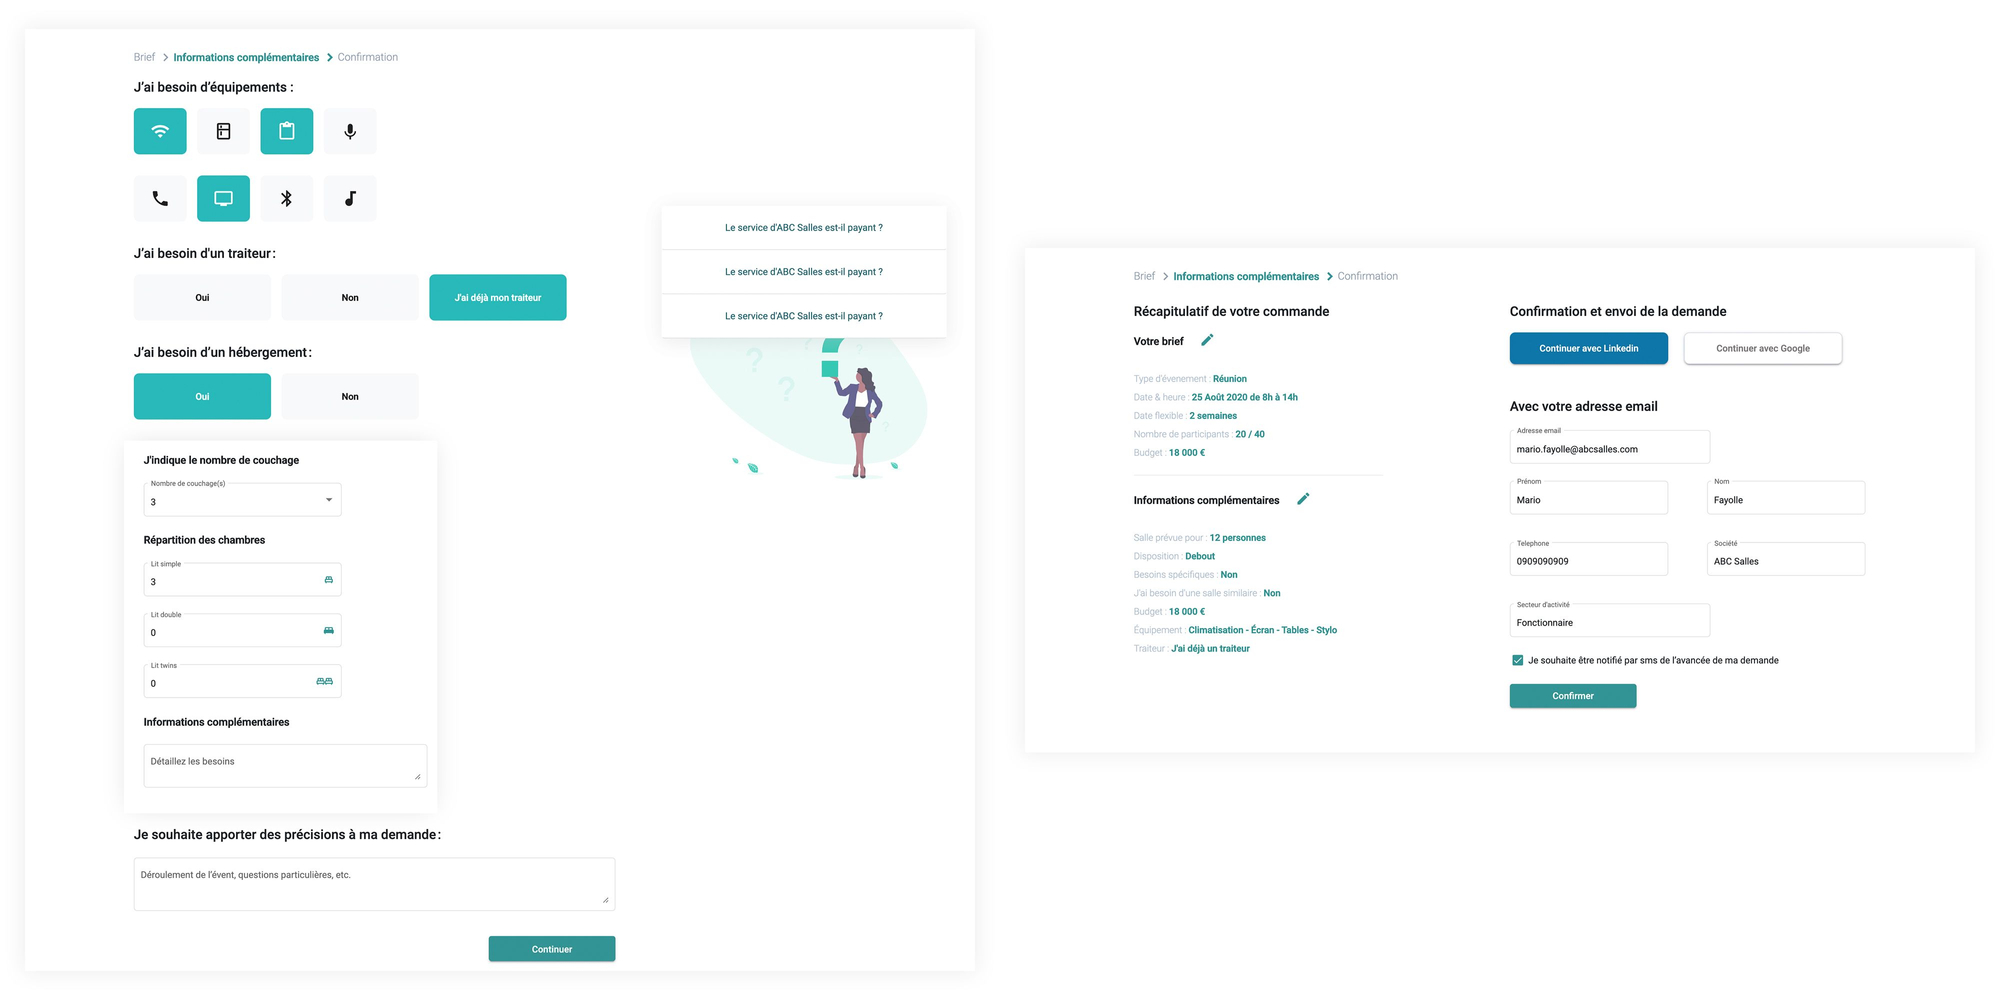 Brief > Informations complémentaires > Confirmation
J'ai besoin d'équipements :
J'ai besoin d'un traiteur :
Oui
Non
J'ai déjà mon traiteur
J'ai besoin d'un hébergement :
Oui
Non
J'indique le nombre de couchage
Nombre de couchage(s)
3
Répartition des chambres
Lit simple
3
Lit double
0
Lit twins
0
Informations complémentaires
Détaillez les besoins
Je souhaite apporter des précisions à ma demande :
Déroulement de l'évent, questions particulières, etc.
Continuer
Le service d'ABC Salles est-il payant ?
Le service d'ABC Salles est-il payant ?
Le service d'ABC Salles est-il payant ?
Brief > Informations complémentaires > Confirmation
Récapitulatif de votre commande
Votre brief
Type d'évenement : Réunion
Date & heure : 25 Août 2020 de 8h à 14h
Date flexible : 2 semaines
Nombre de participants : 20 / 40
Budget : 18 000 €
Informations complémentaires
Salle prévue pour : 12 personnes
Disposition : Debout
Besoins spécifiques : Non
J'ai besoin d'une salle similaire : Non
Budget : 18 000 €
Équipement : Climatisation - Écran - Tables - Stylo
Traiteur : J'ai déjà un traiteur
Confirmation et envoi de la demande
Continuer avec Linkedin
Continuer avec Google
Avec votre adresse email
Adresse email
mario.fayolle@abcsalles.com
Prénom
Mario
Nom
Fayolle
Telephone
0909090909
Société
ABC Salles
Secteur d'activité
Fonctionnaire
Je souhaite être notifié par sms de l'avancée de ma demande
Confirmer